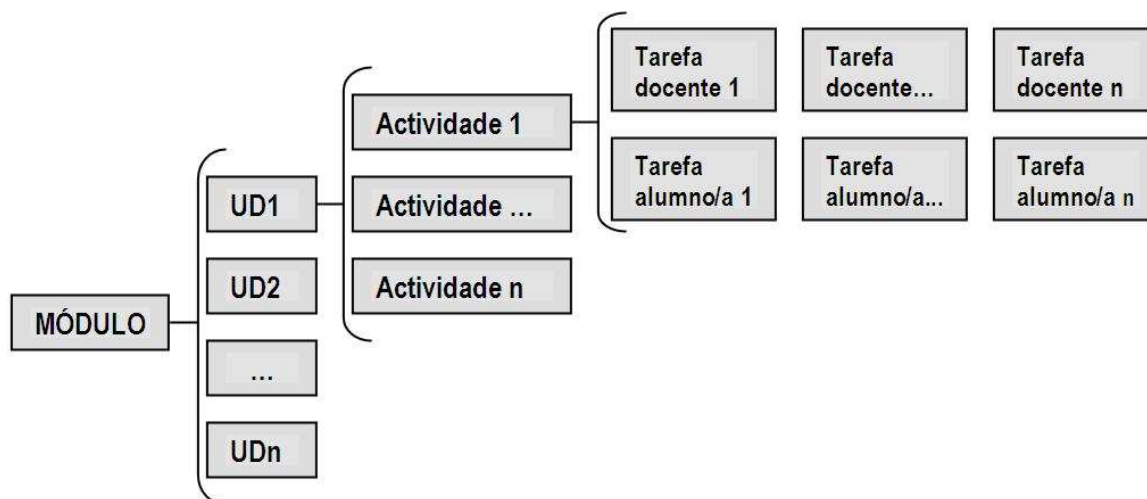 MÓDULO
UD1
UD2
...
UDn
Actividade 1
Actividade ...
Actividade n
Tarefa
docente 1
Tarefa
docente...
Tarefa
docente n
Tarefa
alumno/a 1
Tarefa
alumno/a...
Tarefa
alumno/a n